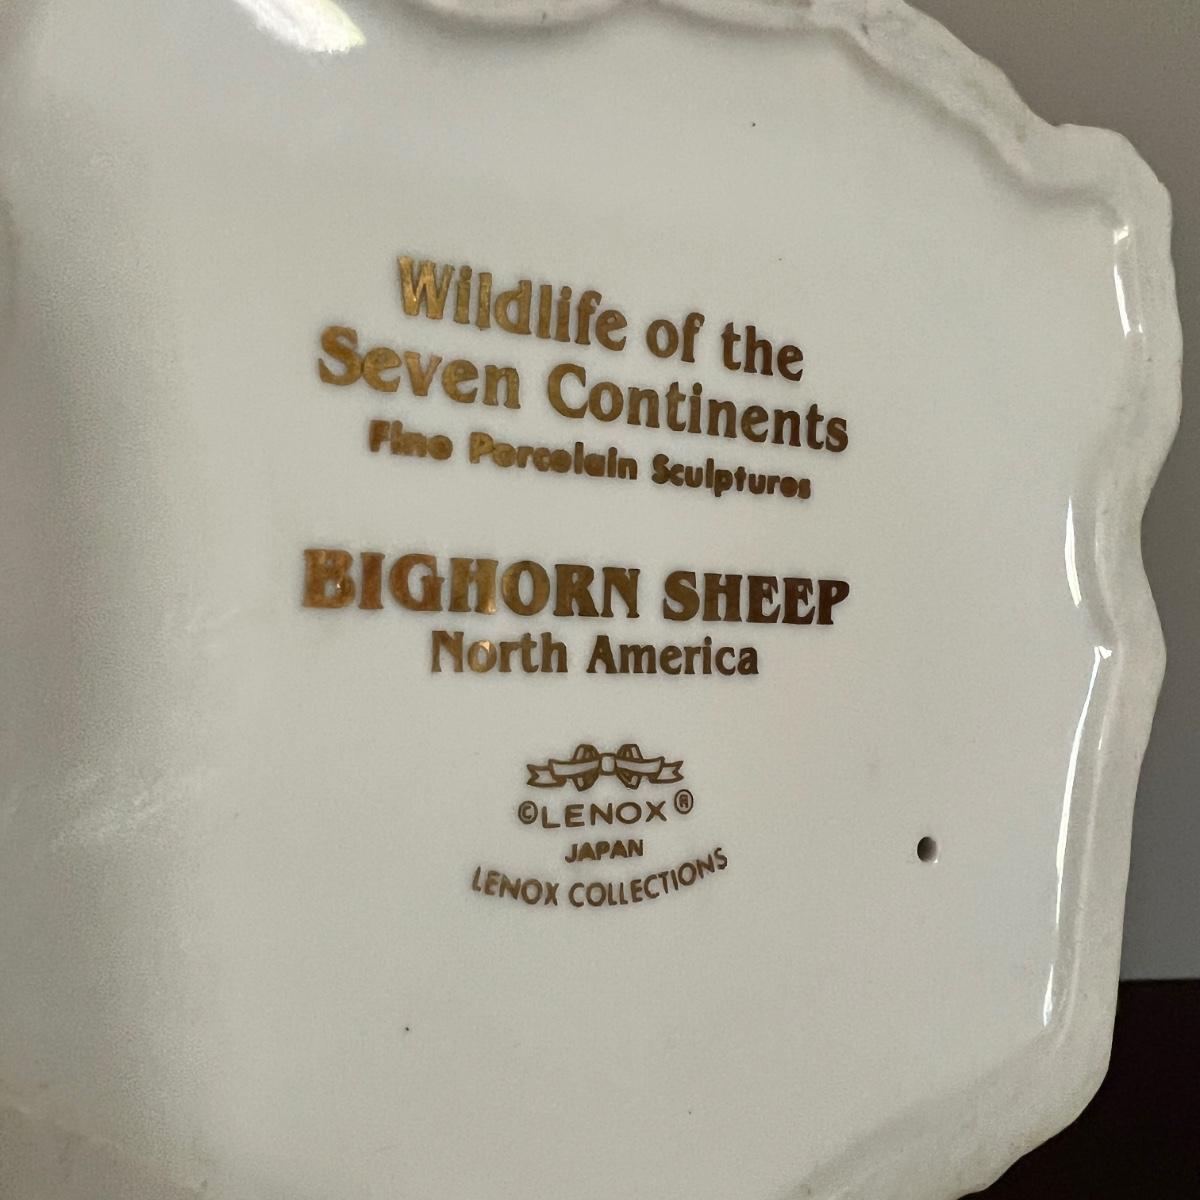 Wildlife of the
Seven Continents
Fine Porcelain Sculptures
BIGHORN SHEEP
North America
©LENOX®
JAPAN
LENOX COLLECTIONS